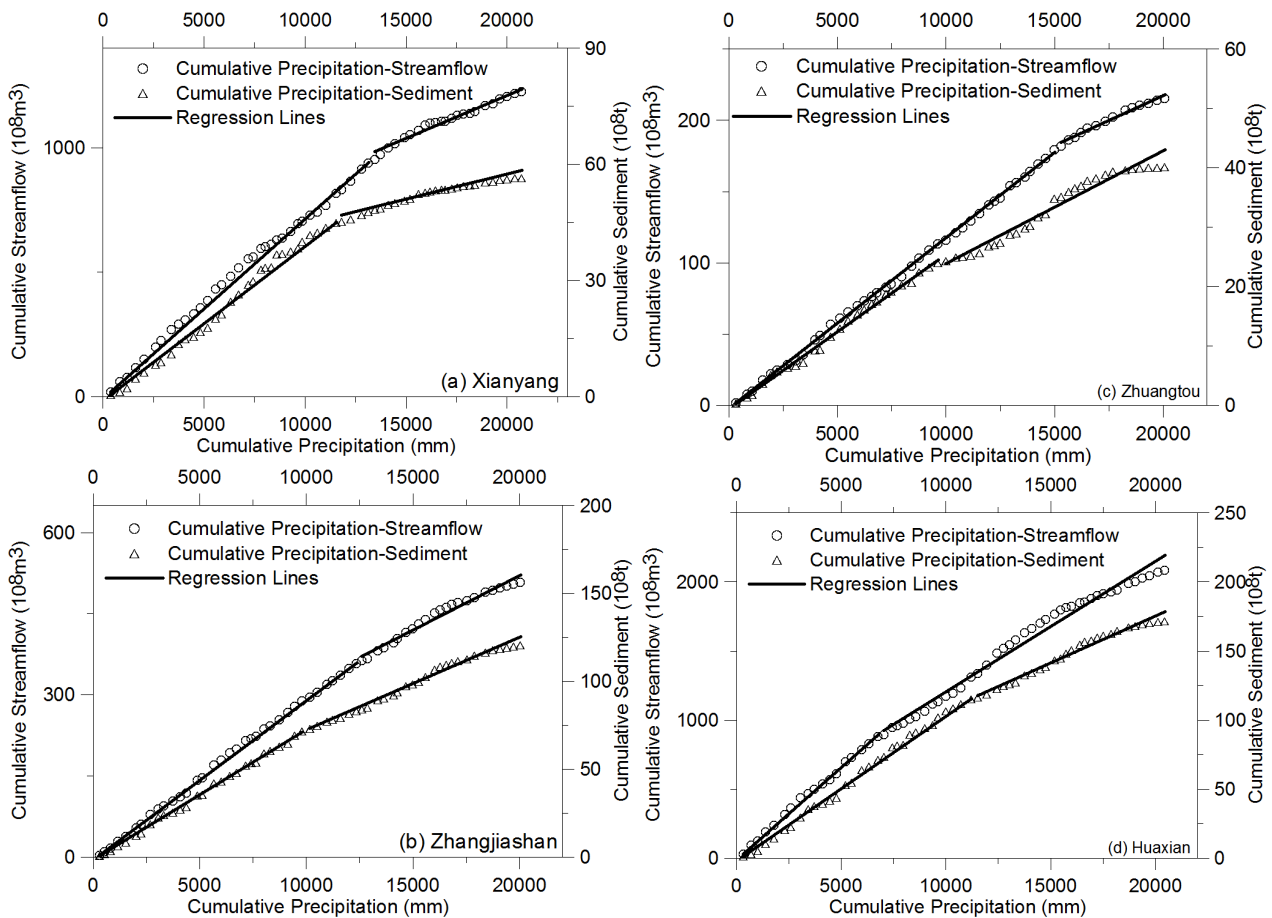 0 5000 10000 15000 20000
Cumulative Streamflow (10⁸m3)
1000
0
Cumulative Precipitation-Streamflow
Cumulative Precipitation-Sediment
Regression Lines
(a) Xianyang
90
60
30
0
Cumulative Sediment (10⁸t)
0 5000 10000 15000 20000
Cumulative Precipitation (mm)
0 5000 10000 15000 20000
Cumulative Streamflow (10⁸m3)
200
100
0
Cumulative Precipitation-Streamflow
Cumulative Precipitation-Sediment
Regression Lines
(c) Zhuangtou
60
40
20
0
Cumulative Sediment (10⁸t)
0 5000 10000 15000 20000
Cumulative Precipitation (mm)
0 5000 10000 15000 20000
Cumulative Streamflow (10⁸m3)
600
300
0
Cumulative Precipitation-Streamflow
Cumulative Precipitation-Sediment
Regression Lines
(b) Zhangjiashan
200
150
100
50
0
Cumulative Sediment (10⁸t)
0 5000 10000 15000 20000
Cumulative Precipitation (mm)
0 5000 10000 15000 20000
Cumulative Streamflow (10⁸m3)
2000
1000
0
Cumulative Precipitation-Streamflow
Cumulative Precipitation-Sediment
Regression Lines
(d) Huaxian
250
200
150
100
50
0
Cumulative Sediment (10⁸t)
0 5000 10000 15000 20000
Cumulative Precipitation (mm)